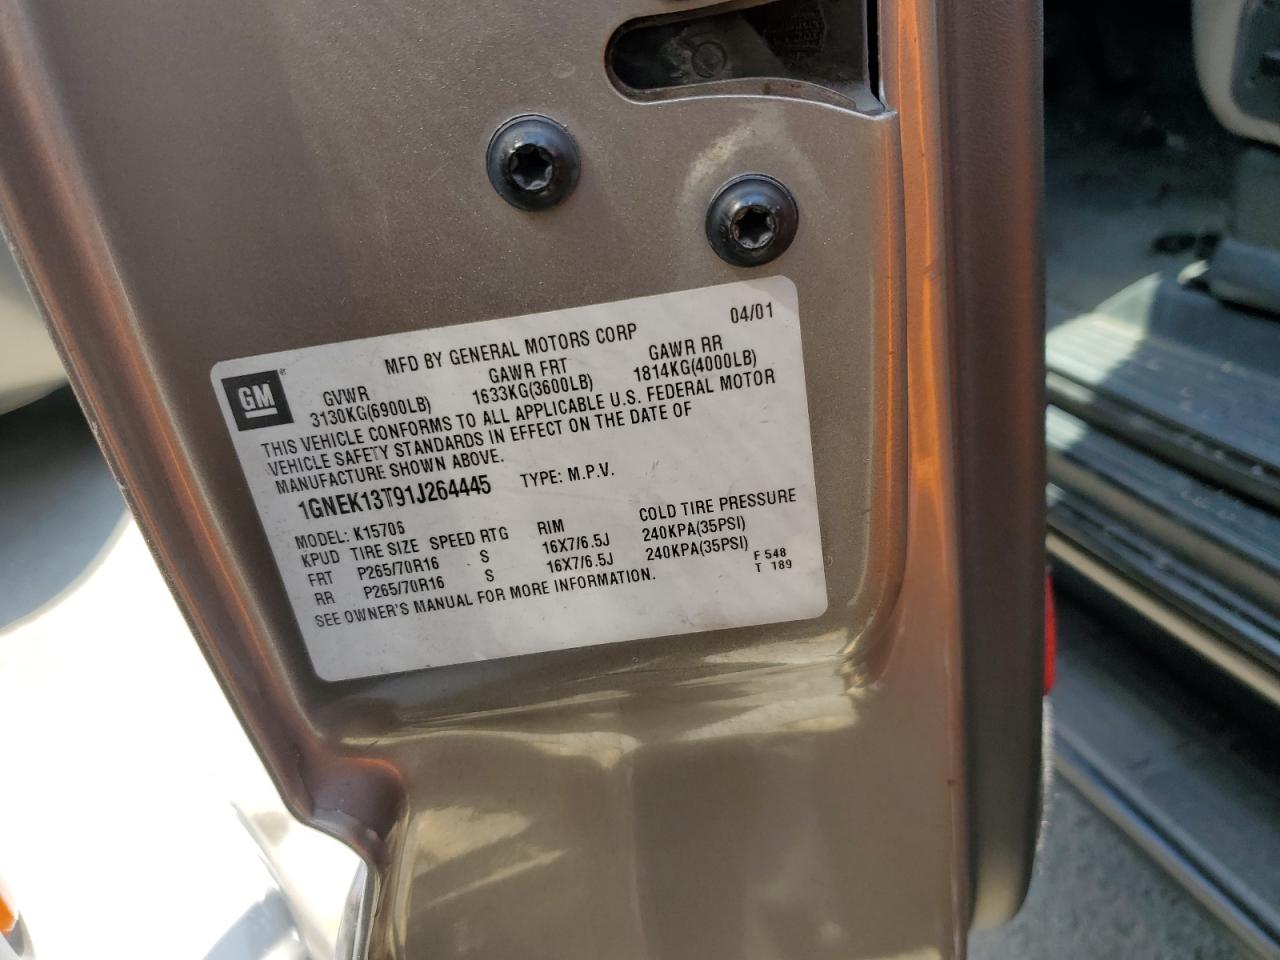 04/01
MFD BY GENERAL MOTORS CORP
GM
GVWR GAWR FRT GAWR RR
3130KG(6900LB) 1633KG(3600LB) 1814KG(4000LB)
THIS VEHICLE CONFORMS TO ALL APPLICABLE U.S. FEDERAL MOTOR
VEHICLE SAFETY STANDARDS IN EFFECT ON THE DATE OF
MANUFACTURE SHOWN ABOVE.
1GNEK13T91J264445 TYPE: M.P.V.
MODEL: K15706
KPUD TIRE SIZE SPEED RTG RIM COLD TIRE PRESSURE
FRT P265/70R16 S 16X7/6.5J 240KPA(35PSI)
RR P265/70R16 S 16X7/6.5J 240KPA(35PSI)
SEE OWNER'S MANUAL FOR MORE INFORMATION.
F 548
T 189